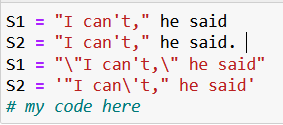 S1 = "I can't," he said
S2 = "I can't," he said.
S1 = "\"I can't,\" he said"
S2 = '"I can\'t," he said'
# my code here